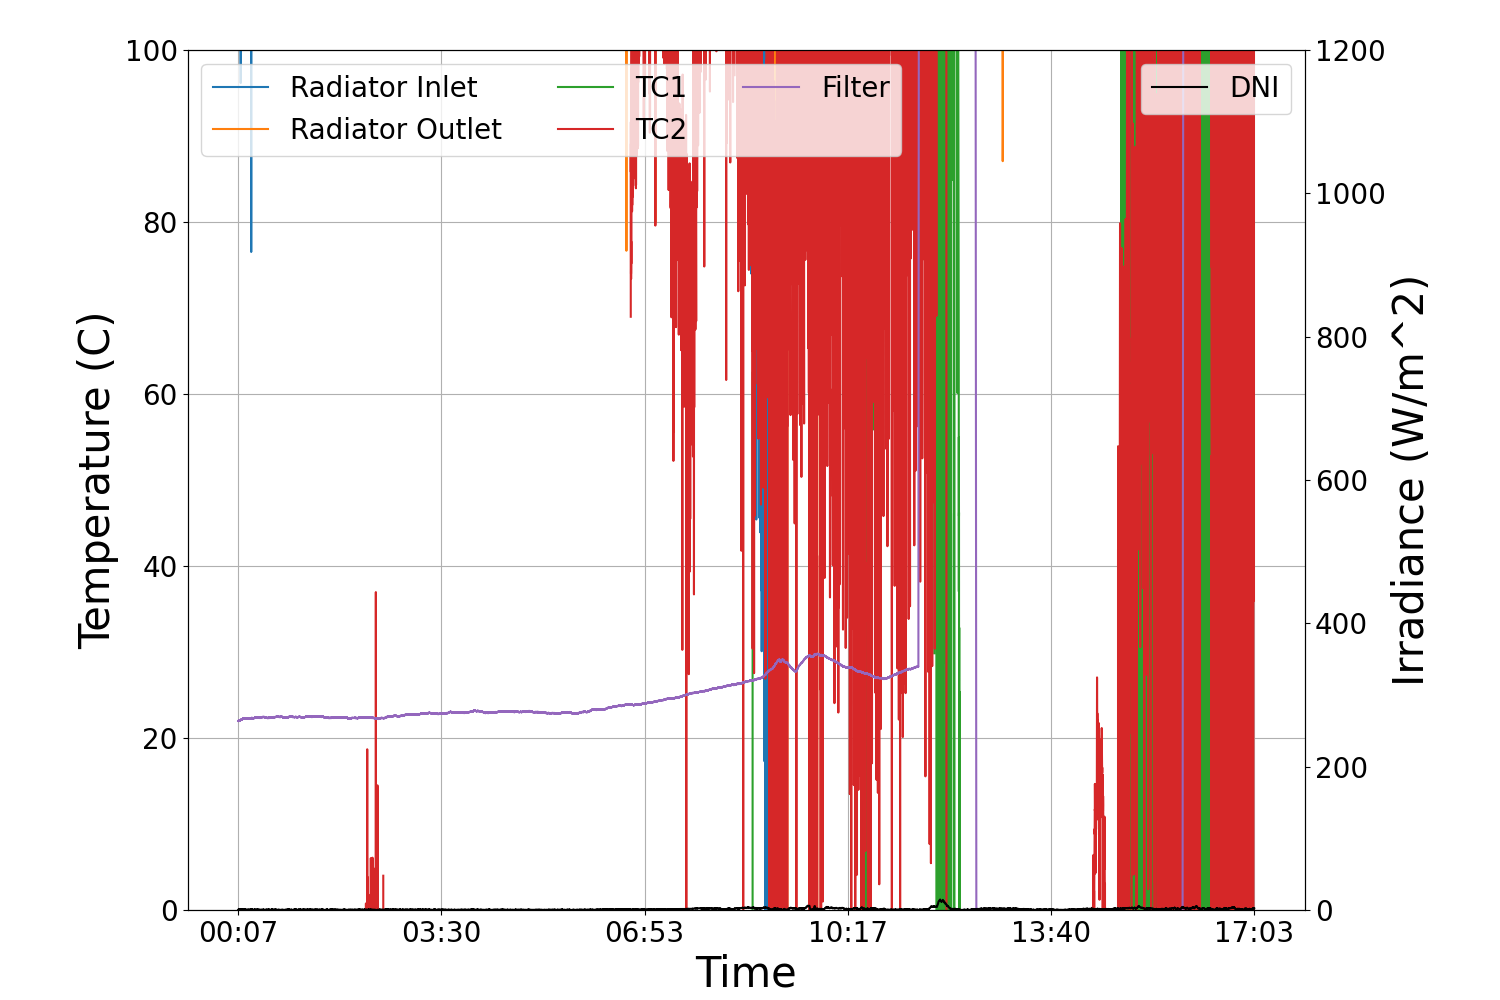 100
80
60
40
20
0
Temperature (C)
Radiator Inlet
Radiator Outlet
TC1
TC2
Filter
DNI
1200
1000
800
600
400
200
0
Irradiance (W/m^2)
00:07 03:30 06:53 10:17 13:40 17:03
Time